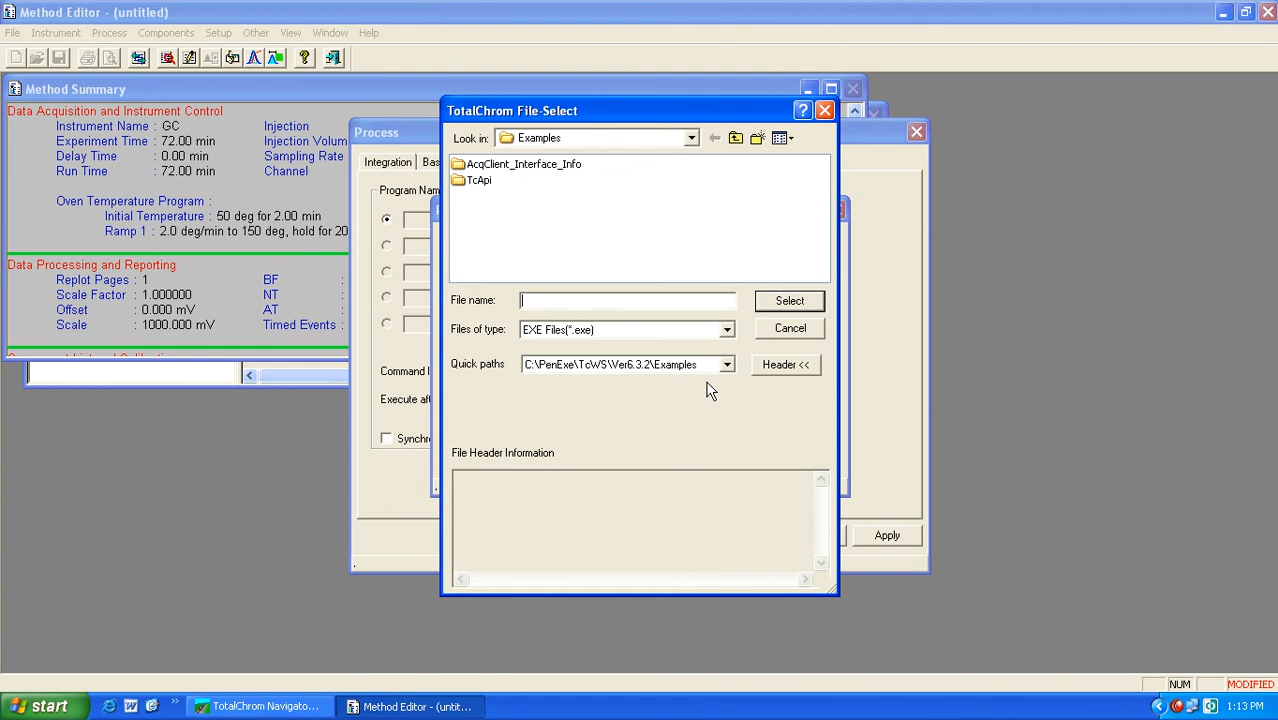 Method Editor - (untitled)
File Instrument Process Components Setup Other View Window Help
Method Summary
Data Acquisition and Instrument Control
Instrument Name : GC Injection
Experiment Time : 72.00 min Injection Volum
Delay Time : 0.00 min Sampling Rate
Run Time : 72.00 min Channel
Oven Temperature Program :
Initial Temperature : 50 deg for 2.00 min
Ramp 1 : 2.0 deg/min to 150 deg, hold for 20
Data Processing and Reporting
Replot Pages : 1 BF :
Scale Factor : 1.000000 NT :
Offset : 0.000 mV AT :
Scale : 1000.000 mV Timed Events :
Process
Integration Bas
Program Nam
Command l
Execute aft
Synchro
Apply
TotalChrom File-Select
Look in: Examples
AcqClient_Interface_Info
TcApi
File name: Select
Files of type: EXE Files(*.exe) Cancel
Quick paths C:\PenExe\TcWS\Ver6.3.2\Examples Header <<
File Header Information
NUM MODIFIED
start TotalChrom Navigato... Method Editor - (untit... 1:13 PM